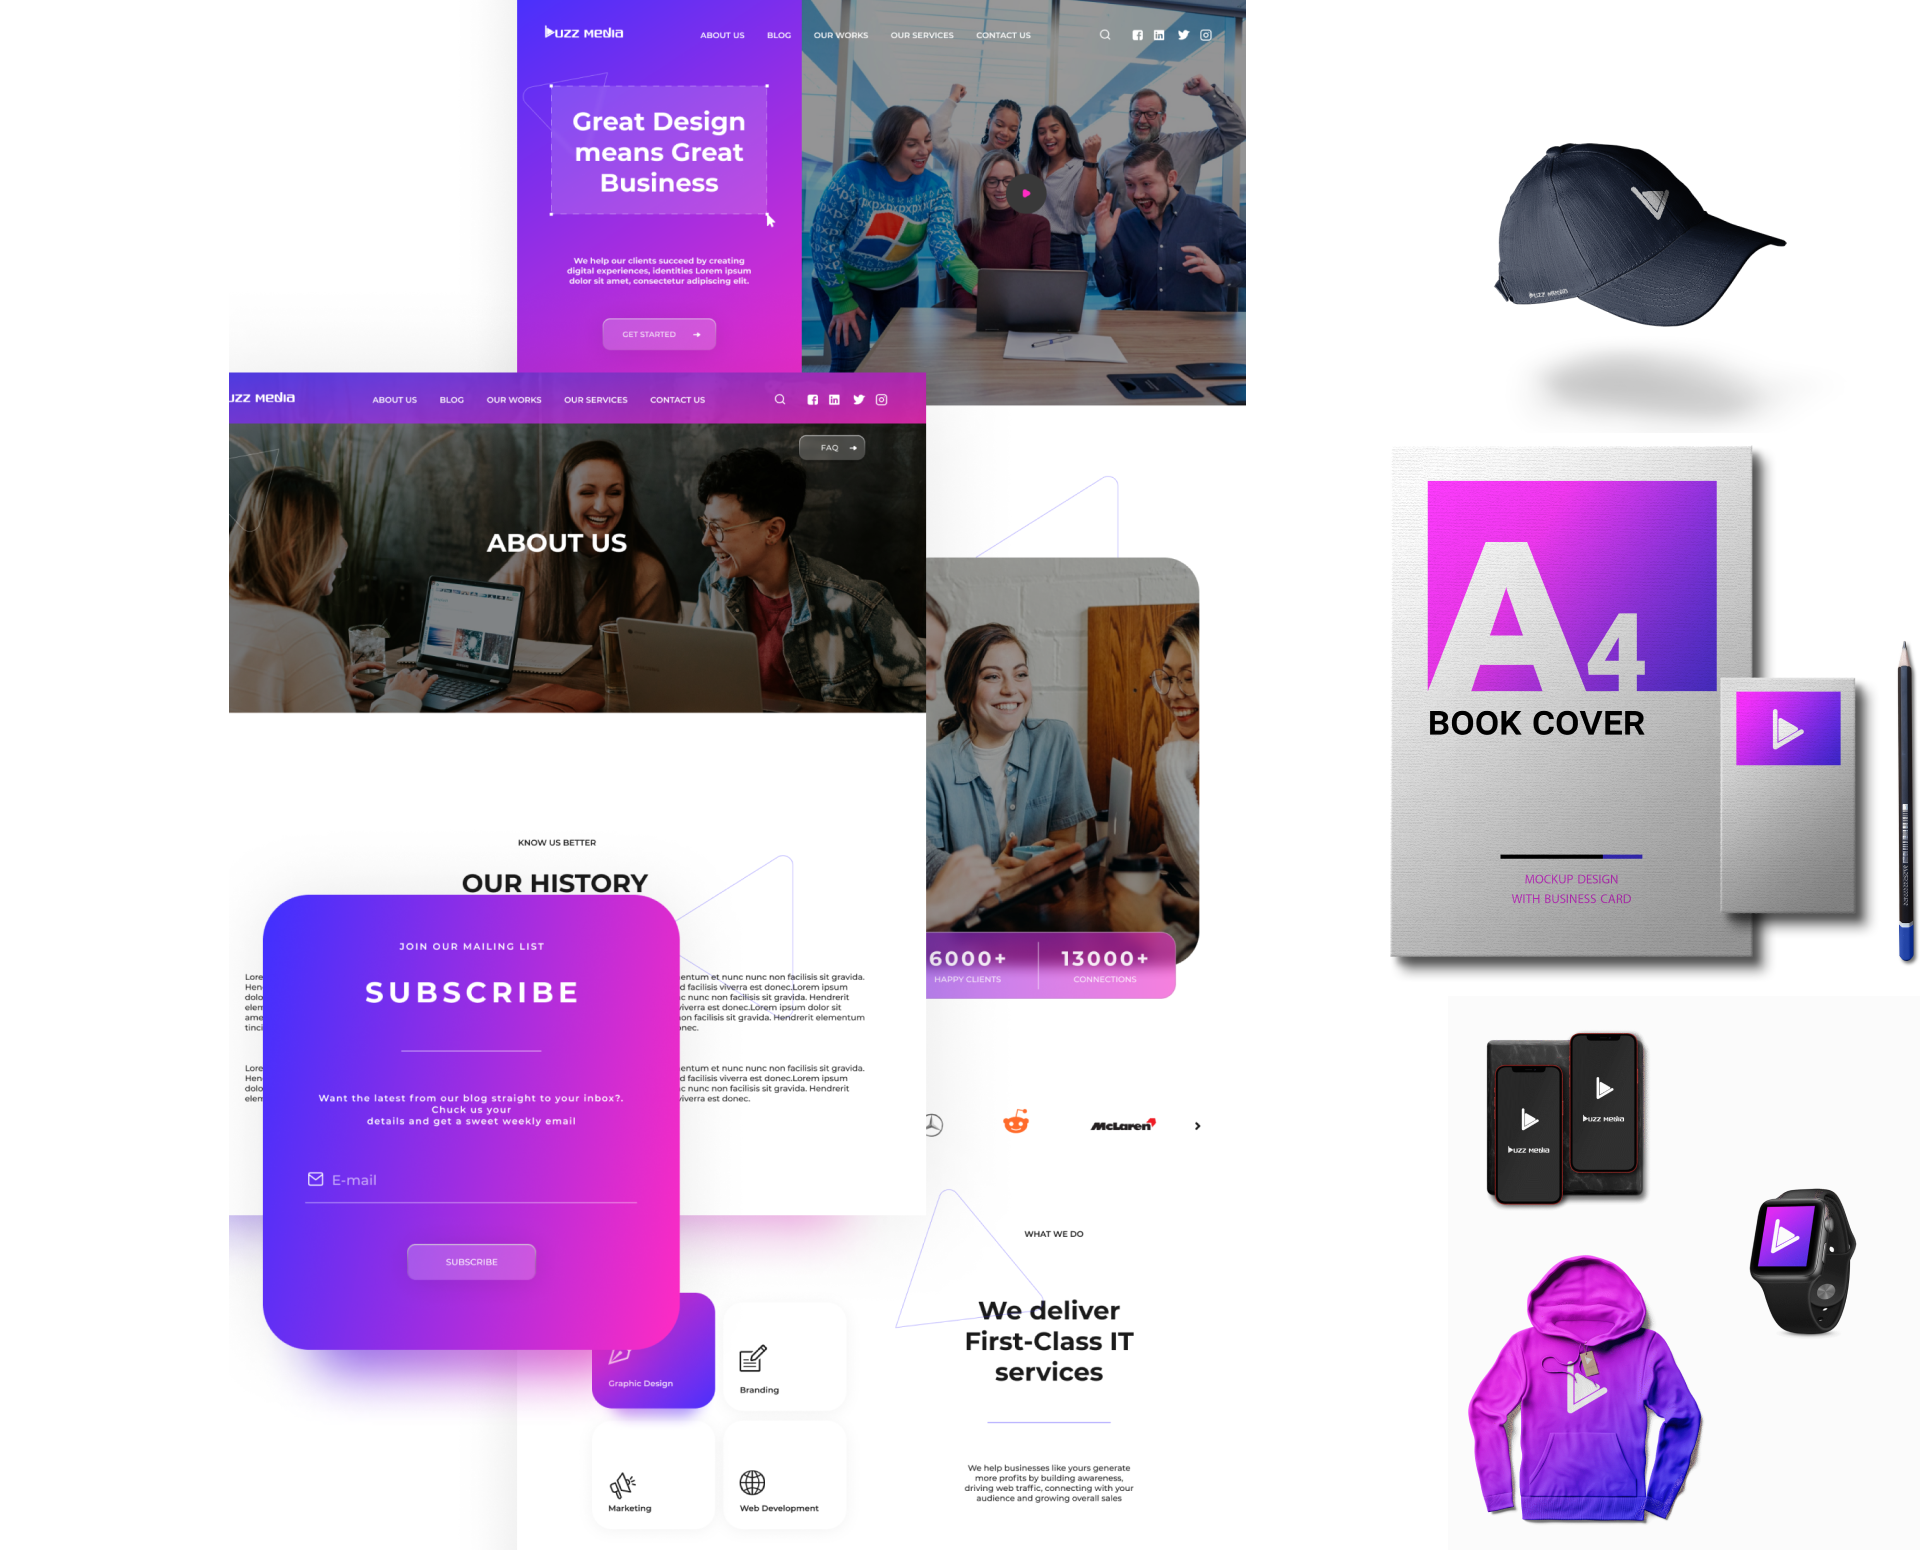 Buzz Media
ABOUT US
BLOG
OUR WORKS
OUR SERVICES
CONTACT US
Great Design
means Great
Business
We help our clients succeed by creating
digital experiences, identities Lorem ipsum
dolor sit amet, consectetur adipiscing elit.
GET STARTED
uzz Media
ABOUT US
BLOG
OUR WORKS
OUR SERVICES
CONTACT US
FAQ
ABOUT US
KNOW US BETTER
OUR HISTORY
Lore
Hen
dolo
elem
ame
tinci
entum et nunc nunc non facilisis sit gravida.
d facilisis viverra est donec.Lorem ipsum
c nunc non facilisis sit gravida. Hendrerit
viverra est donec.Lorem ipsum dolor sit
non facilisis sit gravida. Hendrerit elementum
onec.
Lore
Hen
dolo
elem
entum et nunc nunc non facilisis sit gravida.
d facilisis viverra est donec.Lorem ipsum
c nunc non facilisis sit gravida. Hendrerit
viverra est donec.
JOIN OUR MAILING LIST
SUBSCRIBE
Want the latest from our blog straight to your inbox?.
Chuck us your
details and get a sweet weekly email
E-mail
SUBSCRIBE
6000+
HAPPY CLIENTS
13000+
CONNECTIONS
McLaren
WHAT WE DO
We deliver
First-Class IT
services
We help businesses like yours generate
more profits by building awareness,
driving web traffic, connecting with your
audience and growing overall sales
Graphic Design
Branding
Marketing
Web Development
Buzz Media
A4
BOOK COVER
MOCKUP DESIGN
WITH BUSINESS CARD
Buzz Media
Buzz Media